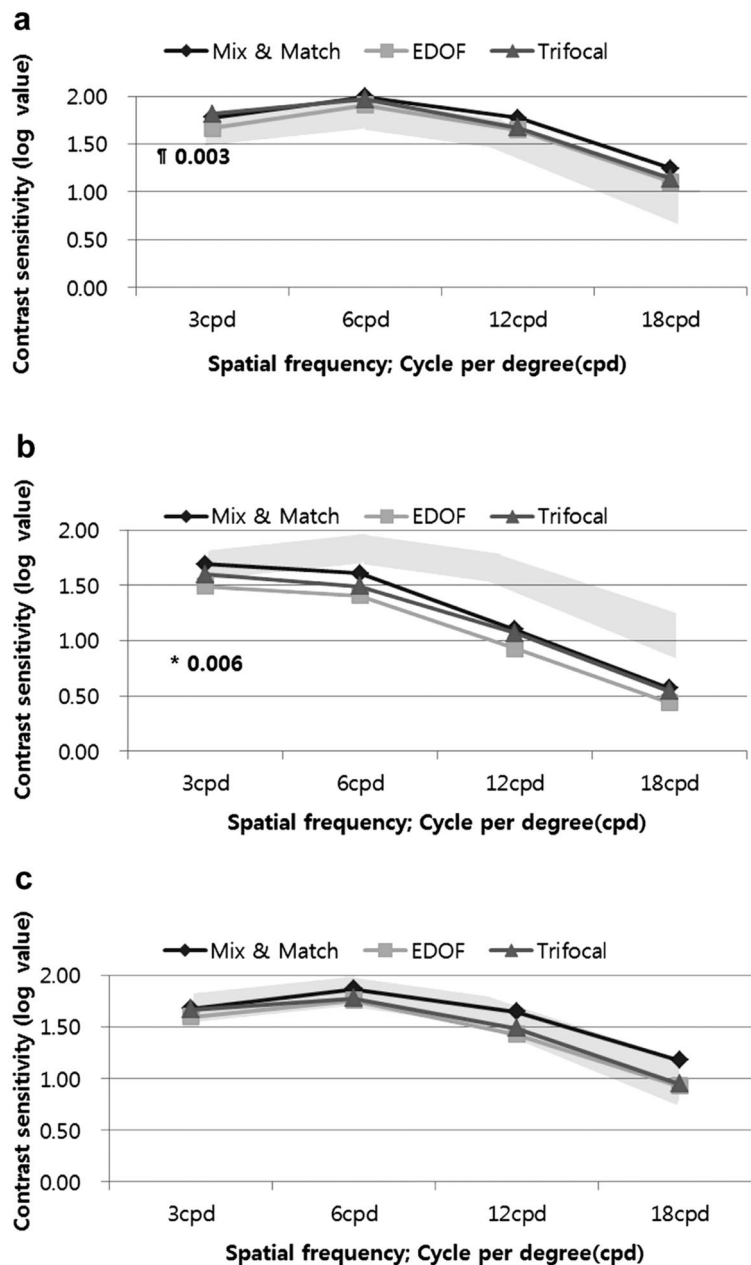 a
Contrast sensitivity (log value)
Mix & Match EDOF Trifocal
2.00
1.50
1.00
0.50
0.00
¶ 0.003
3cpd 6cpd 12cpd 18cpd
Spatial frequency; Cycle per degree(cpd)
b
Contrast sensitivity (log value)
Mix & Match EDOF Trifocal
2.00
1.50
1.00
0.50
0.00
* 0.006
3cpd 6cpd 12cpd 18cpd
Spatial frequency; Cycle per degree(cpd)
c
Contrast sensitivity (log value)
Mix & Match EDOF Trifocal
2.00
1.50
1.00
0.50
0.00
3cpd 6cpd 12cpd 18cpd
Spatial frequency; Cycle per degree(cpd)